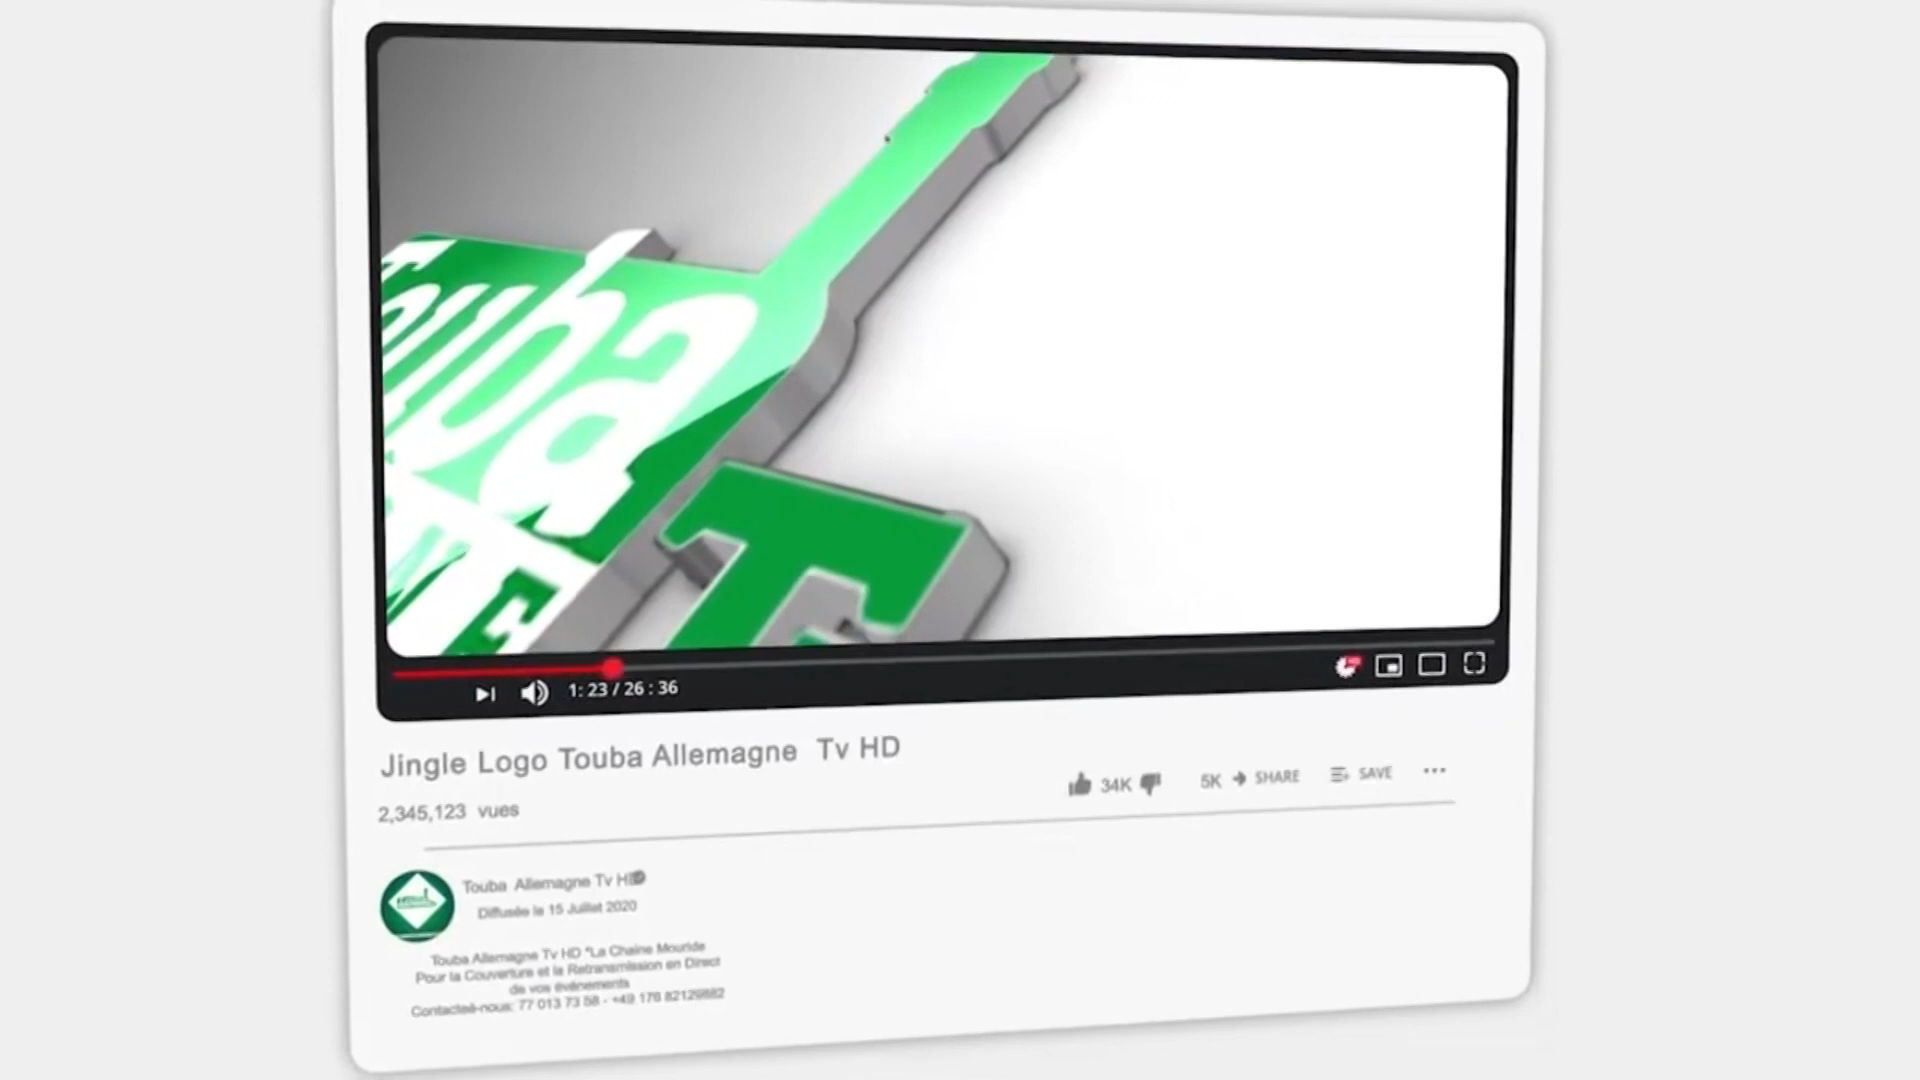 Touba
T
1: 23 / 26 : 36
Jingle Logo Touba Allemagne Tv HD
2,345,123 vues
34K
5K
SHARE
SAVE
Touba Allemagne Tv HD
Diffusée le 15 Juillet 2020
Touba Allemagne Tv HD "La Chaine Mouride
Pour la Couverture et la Retransmission en Direct
de vos événements
Contacteé-nous: 77 013 73 58 - +49 176 82129882